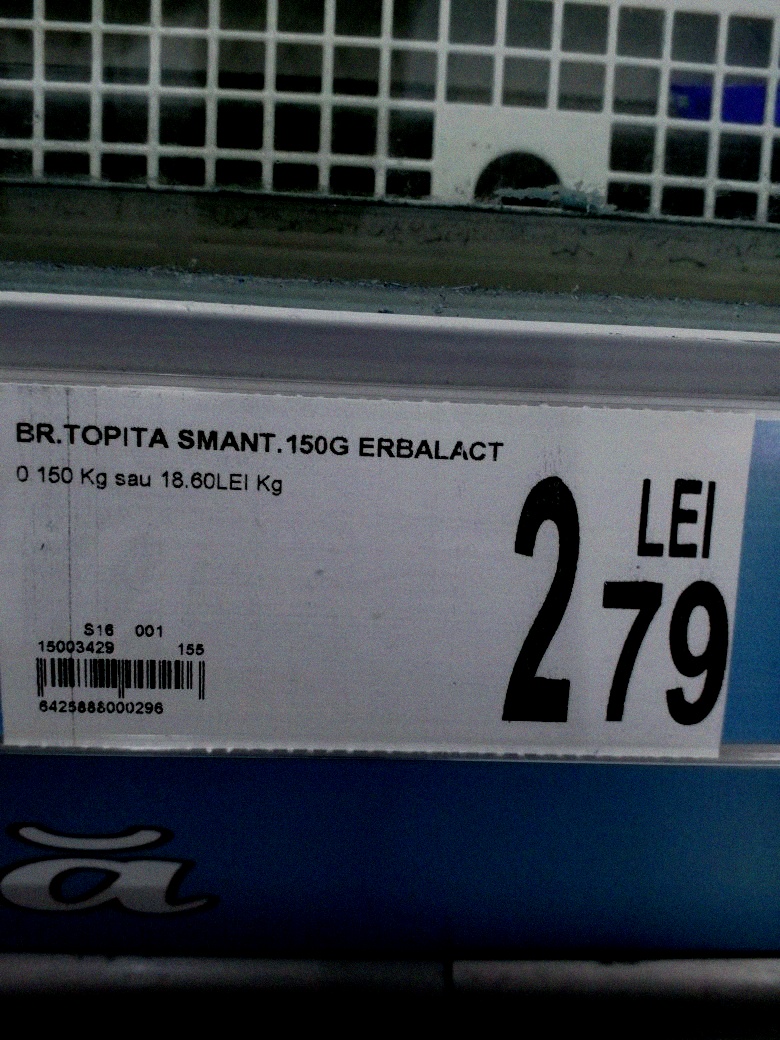 BR.TOPITA SMANT.150G ERBALACT
0 150 Kg sau 18.60LEI Kg
2 79 LEI
S16 001
15003429 155
6425888000296
ă